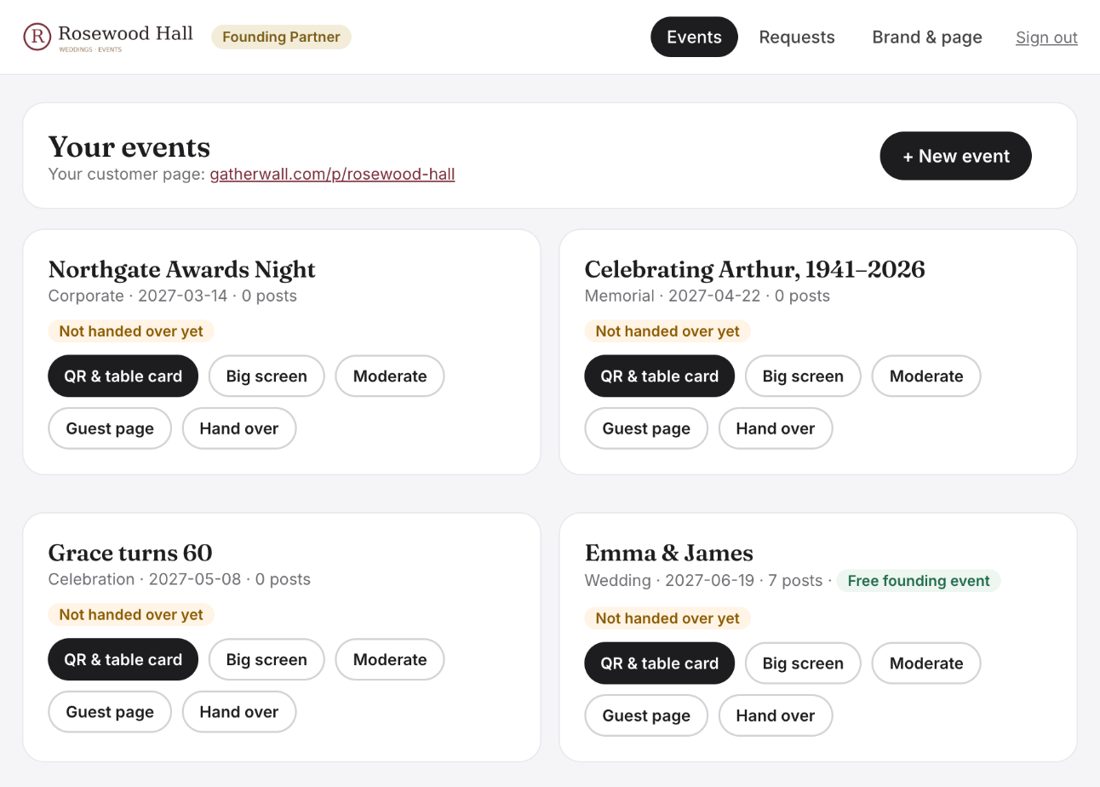 R Rosewood Hall
WEDDINGS · EVENTS
Founding Partner
Events
Requests
Brand & page
Sign out
Your events
Your customer page: gatherwall.com/p/rosewood-hall
+ New event
Northgate Awards Night
Corporate · 2027-03-14 · 0 posts
Not handed over yet
QR & table card
Big screen
Moderate
Guest page
Hand over
Celebrating Arthur, 1941–2026
Memorial · 2027-04-22 · 0 posts
Not handed over yet
QR & table card
Big screen
Moderate
Guest page
Hand over
Grace turns 60
Celebration · 2027-05-08 · 0 posts
Not handed over yet
QR & table card
Big screen
Moderate
Guest page
Hand over
Emma & James
Wedding · 2027-06-19 · 7 posts · Free founding event
Not handed over yet
QR & table card
Big screen
Moderate
Guest page
Hand over